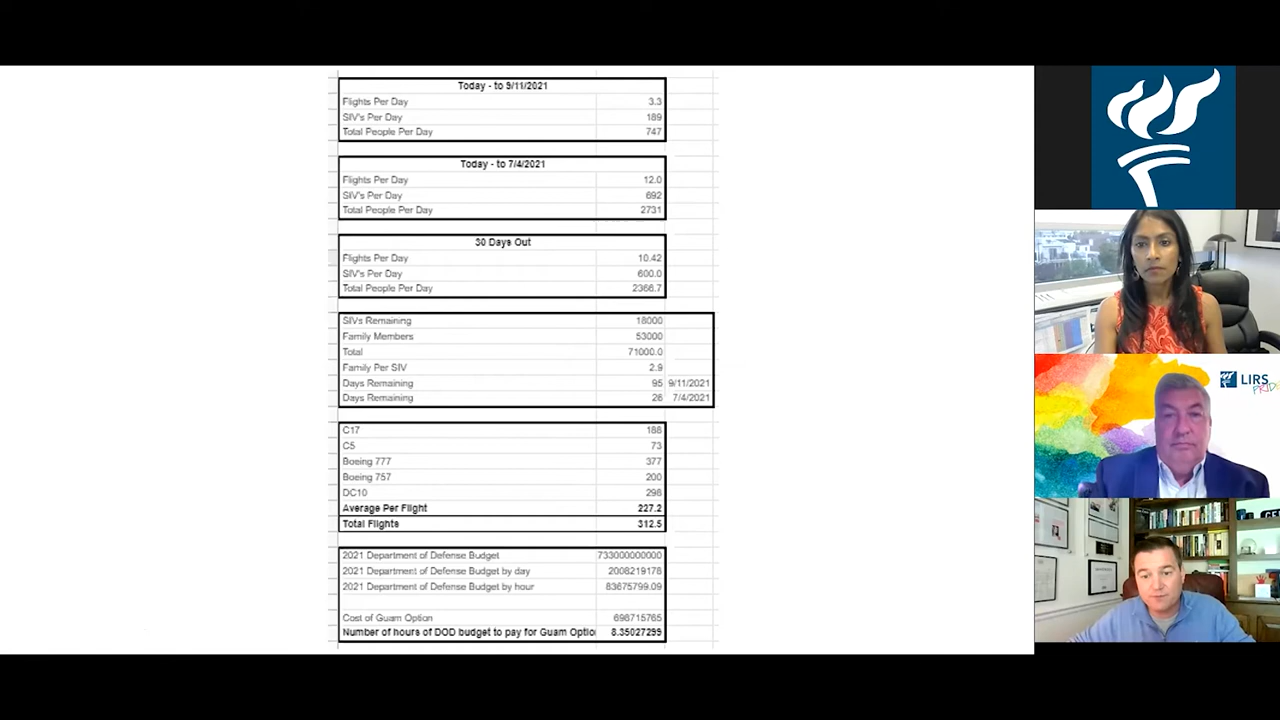 Today - to 9/11/2021
Flights Per Day 3.3
SIV's Per Day 189
Total People Per Day 747
Today - to 7/4/2021
Flights Per Day 12.0
SIV's Per Day 692
Total People Per Day 2731
30 Days Out
Flights Per Day 10.42
SIV's Per Day 600.0
Total People Per Day 2366.7
SIVs Remaining 18000
Family Members 53000
Total 71000.0
Family Per SIV 2.9
Days Remaining 95 9/11/2021
Days Remaining 26 7/4/2021
C17 188
C5 73
Boeing 777 377
Boeing 757 200
DC10 298
Average Per Flight 227.2
Total Flights 312.5
2021 Department of Defense Budget 733000000000
2021 Department of Defense Budget by day 2008219178
2021 Department of Defense Budget by hour 83675799.09
Cost of Guam Option 698715765
Number of hours of DOD budget to pay for Guam Optio 8.35027299
LIRS
PRIDE